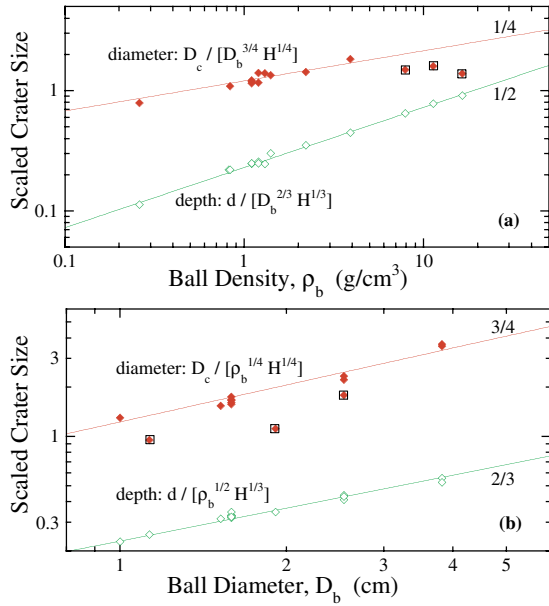 1/4
diameter: D_c / [D_b^{3/4} H^{1/4}]
1
1/2
Scaled Crater Size
depth: d / [D_b^{2/3} H^{1/3}]
0.1
(a)
0.1 1 10
Ball Density, ρ_b (g/cm^3)
3/4
3
diameter: D_c / [ρ_b^{1/4} H^{1/4}]
Scaled Crater Size
1
2/3
depth: d / [ρ_b^{1/2} H^{1/3}]
0.3
(b)
1 2 3 4 5
Ball Diameter, D_b (cm)